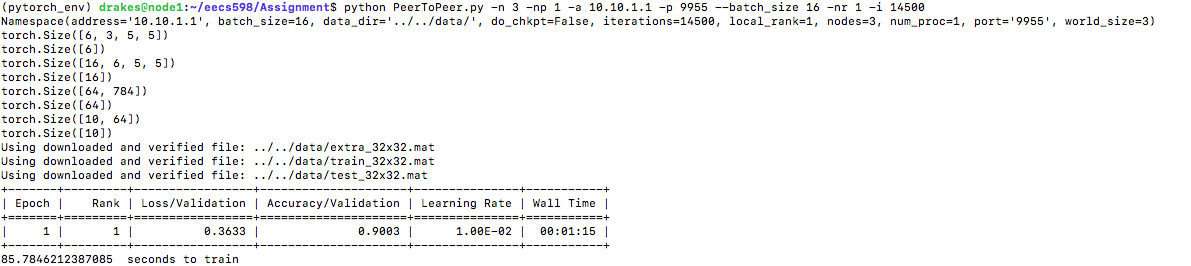 (pytorch_env) drakes@node1:~/eecs598/Assignment$ python PeerToPeer.py -n 3 -np 1 -a 10.10.1.1 -p 9955 --batch_size 16 -nr 1 -i 14500
Namespace(address='10.10.1.1', batch_size=16, data_dir='../../data/', do_chkpt=False, iterations=14500, local_rank=1, nodes=3, num_proc=1, port='9955', world_size=3)
torch.Size([6, 3, 5, 5])
torch.Size([6])
torch.Size([16, 6, 5, 5])
torch.Size([16])
torch.Size([64, 784])
torch.Size([64])
torch.Size([10, 64])
torch.Size([10])
Using downloaded and verified file: ../../data/extra_32x32.mat
Using downloaded and verified file: ../../data/train_32x32.mat
Using downloaded and verified file: ../../data/test_32x32.mat
+-------+---------+-----------------+---------------------+---------------+-----------+
| Epoch |    Rank | Loss/Validation | Accuracy/Validation | Learning Rate | Wall Time |
+=======+=========+=================+=====================+===============+===========+
|     1 |       1 |          0.3633 |              0.9003 |      1.00E-02 |  00:01:15 |
+-------+---------+-----------------+---------------------+---------------+-----------+
85.7846212387085  seconds to train